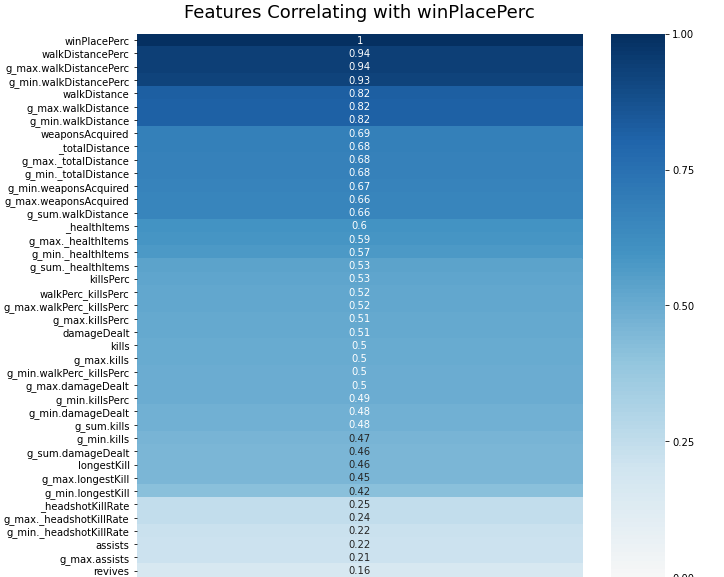 Features Correlating with winPlacePerc
winPlacePerc 1
walkDistancePerc 0.94
g_max.walkDistancePerc 0.94
g_min.walkDistancePerc 0.93
walkDistance 0.82
g_max.walkDistance 0.82
g_min.walkDistance 0.82
weaponsAcquired 0.69
_totalDistance 0.68
g_max._totalDistance 0.68
g_min._totalDistance 0.68
g_min.weaponsAcquired 0.67
g_max.weaponsAcquired 0.66
g_sum.walkDistance 0.66
_healthItems 0.6
g_max._healthItems 0.59
g_min._healthItems 0.57
g_sum._healthItems 0.53
killsPerc 0.53
walkPerc_killsPerc 0.52
g_max.walkPerc_killsPerc 0.52
g_max.killsPerc 0.51
damageDealt 0.51
kills 0.5
g_max.kills 0.5
g_min.walkPerc_killsPerc 0.5
g_max.damageDealt 0.5
g_min.killsPerc 0.49
g_min.damageDealt 0.48
g_sum.kills 0.48
g_min.kills 0.47
g_sum.damageDealt 0.46
longestKill 0.46
g_max.longestKill 0.45
g_min.longestKill 0.42
_headshotKillRate 0.25
g_max._headshotKillRate 0.24
g_min._headshotKillRate 0.22
assists 0.22
g_max.assists 0.21
revives 0.16
1.00
0.75
0.50
0.25
0.00